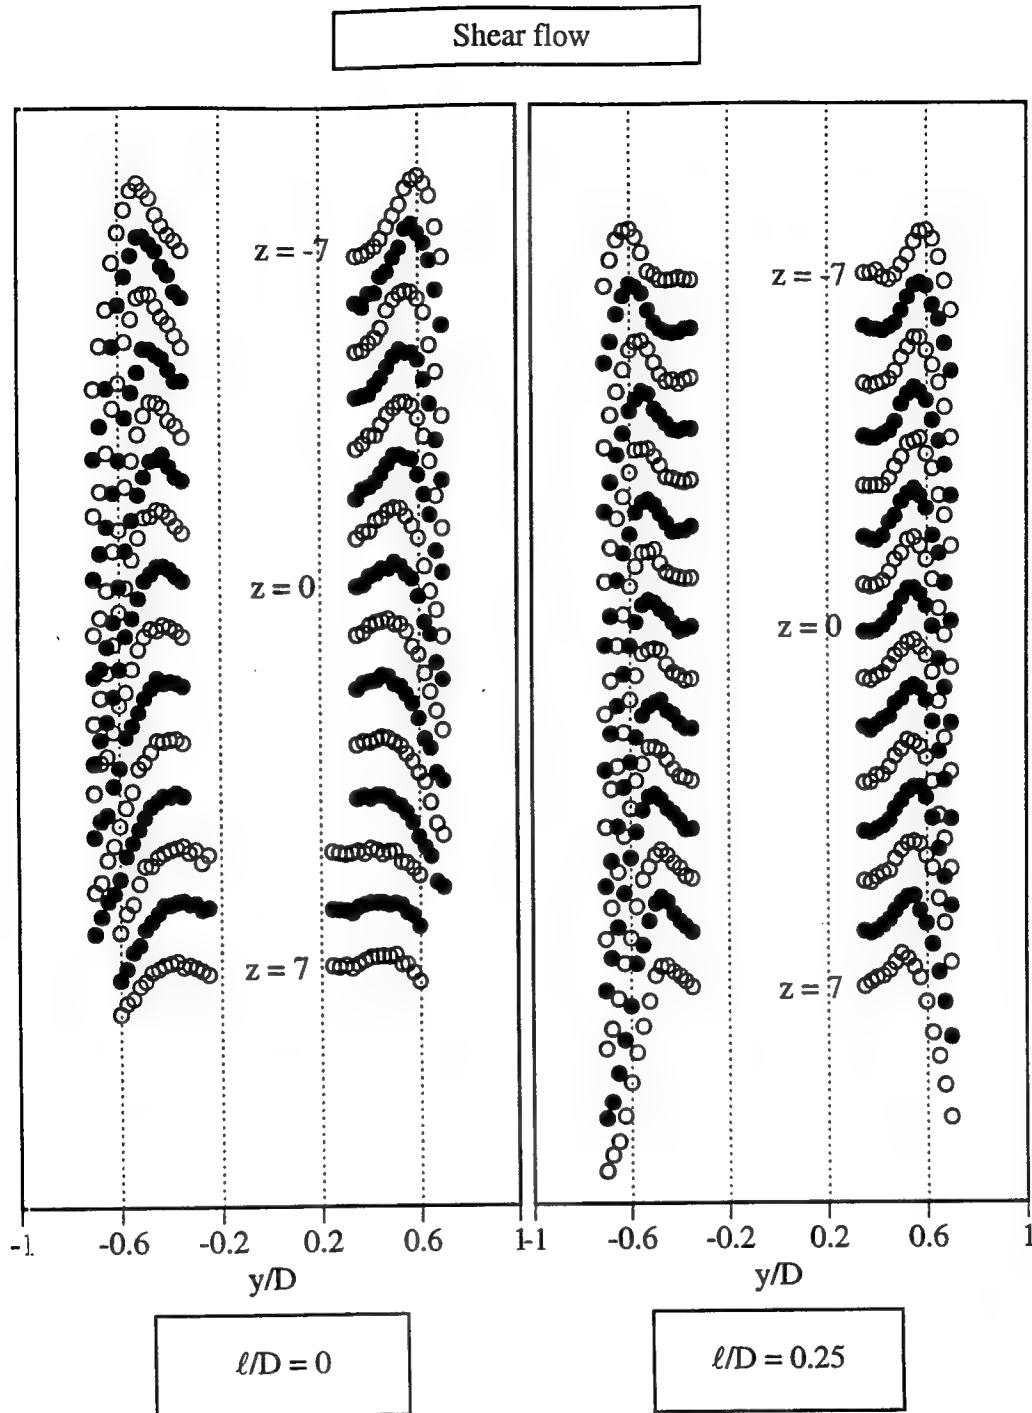 Shear flow
z = -7
z = -7
z = 0
z = 0
z = 7
z = 7
-1 -0.6 -0.2 0.2 0.6 1
-1 -0.6 -0.2 0.2 0.6 1
y/D
y/D
ℓ/D = 0
ℓ/D = 0.25